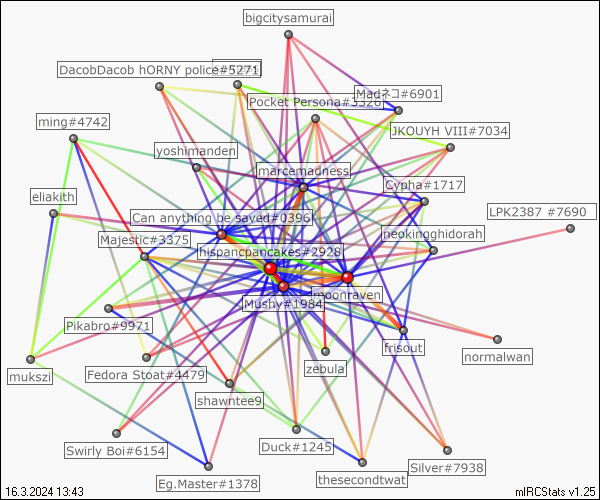 bigcitysamurai
DacobDacob hORNY police#5271
Madネコ#6901
Pocket Persona#3326
ming#4742
JKOUYH VIII#7034
yoshimanden
marcemadness
Cypha#1717
eliakith
LPK2387 #7690
Can anything be saved#0396
neokingghidorah
Majestic#3375
hispancpancakes#2928
moonraven
Mushy#1984
Pikabro#9971
frisout
normalwan
zebula
mukszi
Fedora Stoat#4479
shawntee9
Duck#1245
Swirly Boi#6154
Silver#7938
thesecondtwat
Eg.Master#1378
16.3.2024 13:43
mIRCStats v1.25